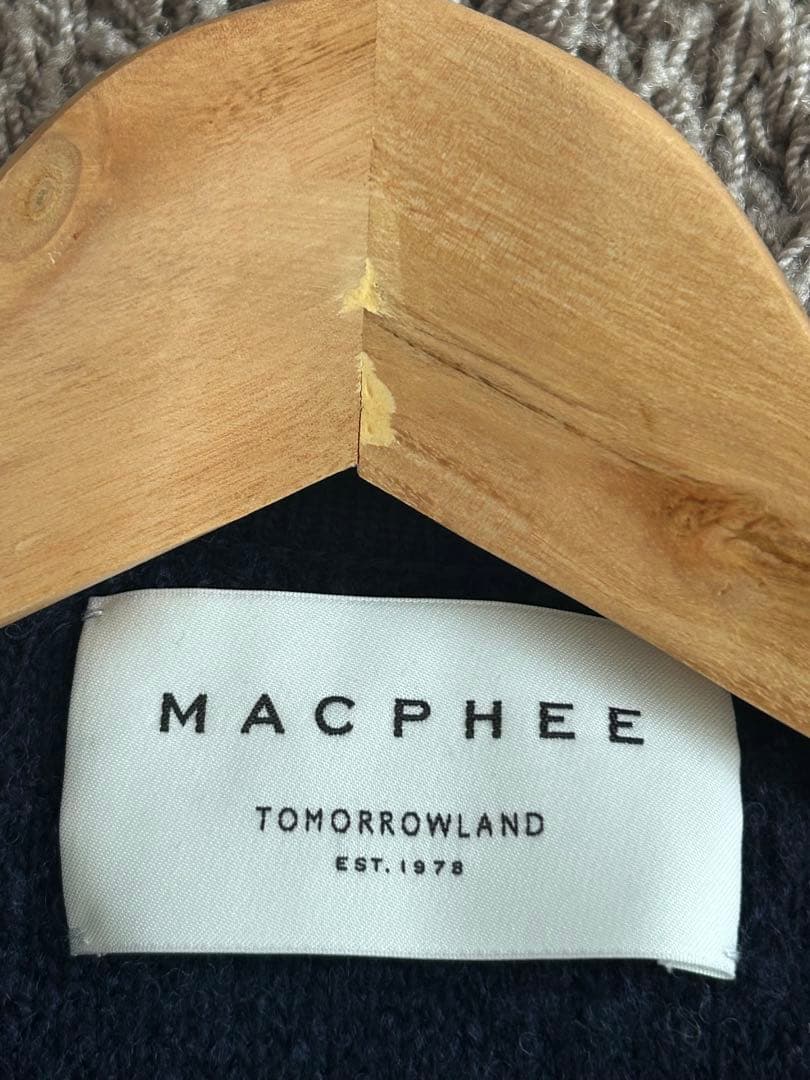 MACPHEE
TOMORROWLAND
EST. 1978